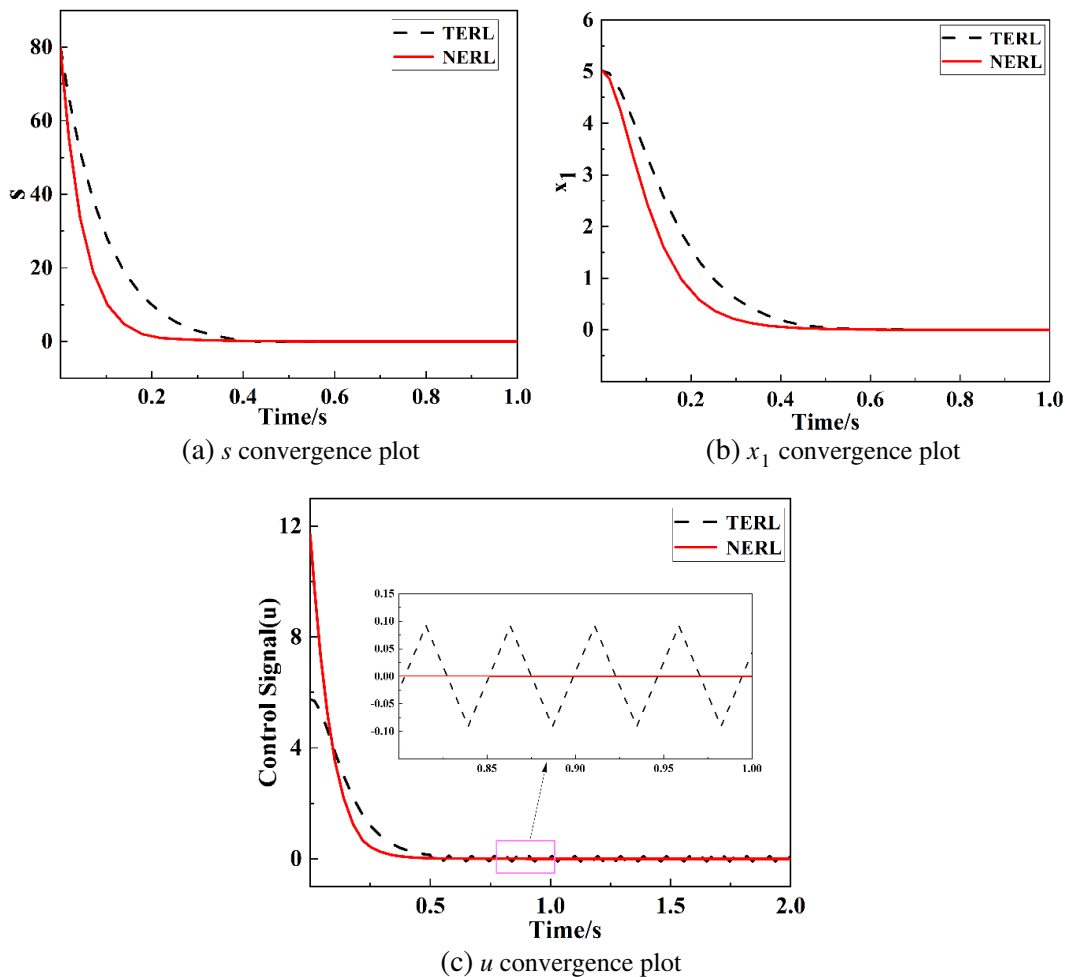 TERL
NERL
80
60
40
20
0
s
0.2 0.4 0.6 0.8 1.0
Time/s
(a) s convergence plot
TERL
NERL
6
5
4
3
2
1
0
x1
0.2 0.4 0.6 0.8 1.0
Time/s
(b) x1 convergence plot
TERL
NERL
12
8
4
0
Control Signal(u)
0.15
0.10
0.05
0.00
-0.05
-0.10
0.85 0.90 0.95 1.00
0.5 1.0 1.5 2.0
Time/s
(c) u convergence plot